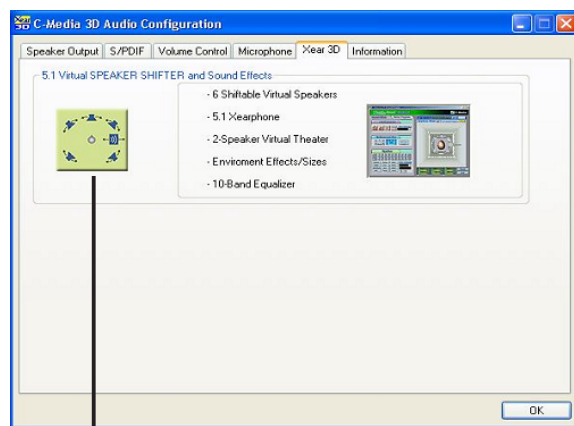 C-Media 3D Audio Configuration
Speaker Output S/PDIF Volume Control Microphone Xear 3D Information
5.1 Virtual SPEAKER SHIFTER and Sound Effects
- 6 Shiftable Virtual Speakers
- 5.1 Xearphone
- 2-Speaker Virtual Theater
- Enviroment Effects/Sizes
- 10-Band Equalizer
OK